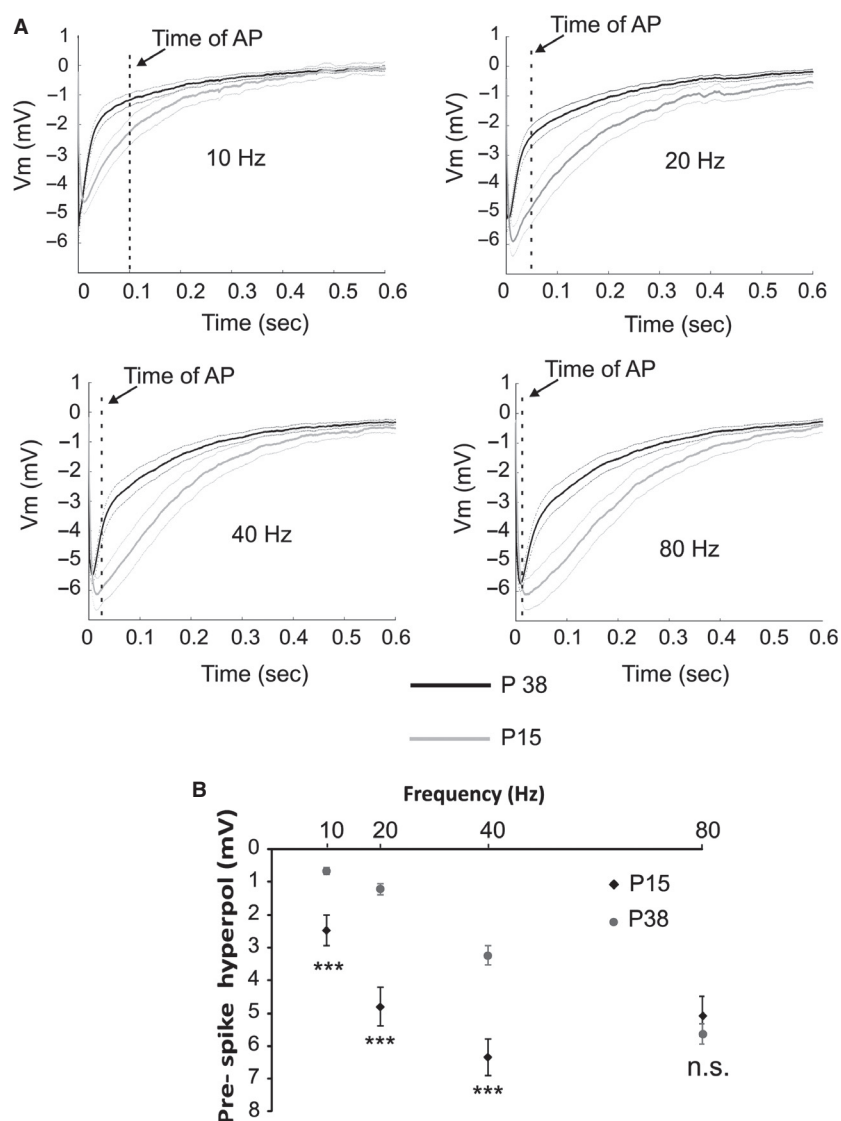 A
Time of AP
1
0
–1
–2
–3
–4
–5
–6
Vm (mV)
10 Hz
0 0.1 0.2 0.3 0.4 0.5 0.6
Time (sec)
Time of AP
1
0
–1
–2
–3
–4
–5
–6
Vm (mV)
20 Hz
0 0.1 0.2 0.3 0.4 0.5 0.6
Time (sec)
Time of AP
1
0
–1
–2
–3
–4
–5
–6
Vm (mV)
40 Hz
0 0.1 0.2 0.3 0.4 0.5 0.6
Time (sec)
Time of AP
1
0
–1
–2
–3
–4
–5
–6
Vm (mV)
80 Hz
0 0.1 0.2 0.3 0.4 0.5 0.6
Time (sec)
P 38
P15
B
Frequency (Hz)
10 20 40 80
Pre- spike hyperpol (mV)
0
1
2
3
4
5
6
7
8
P15
P38
***
***
***
n.s.